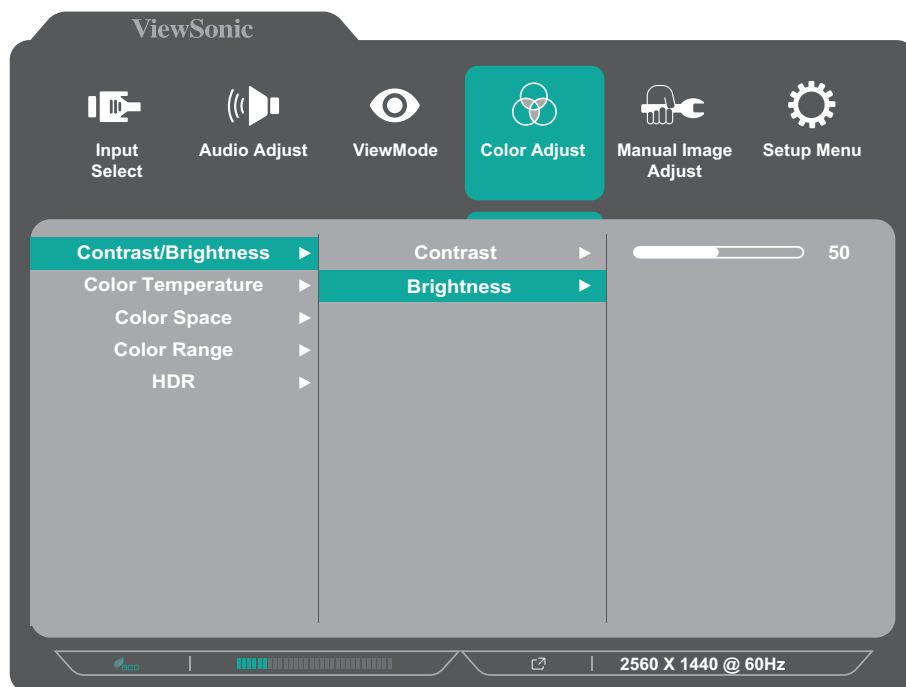 ViewSonic
Input
Select
Audio Adjust
ViewMode
Color Adjust
Manual Image
Adjust
Setup Menu
Contrast/Brightness
Color Temperature
Color Space
Color Range
HDR
Contrast
Brightness
50
eco
2560 X 1440 @ 60Hz